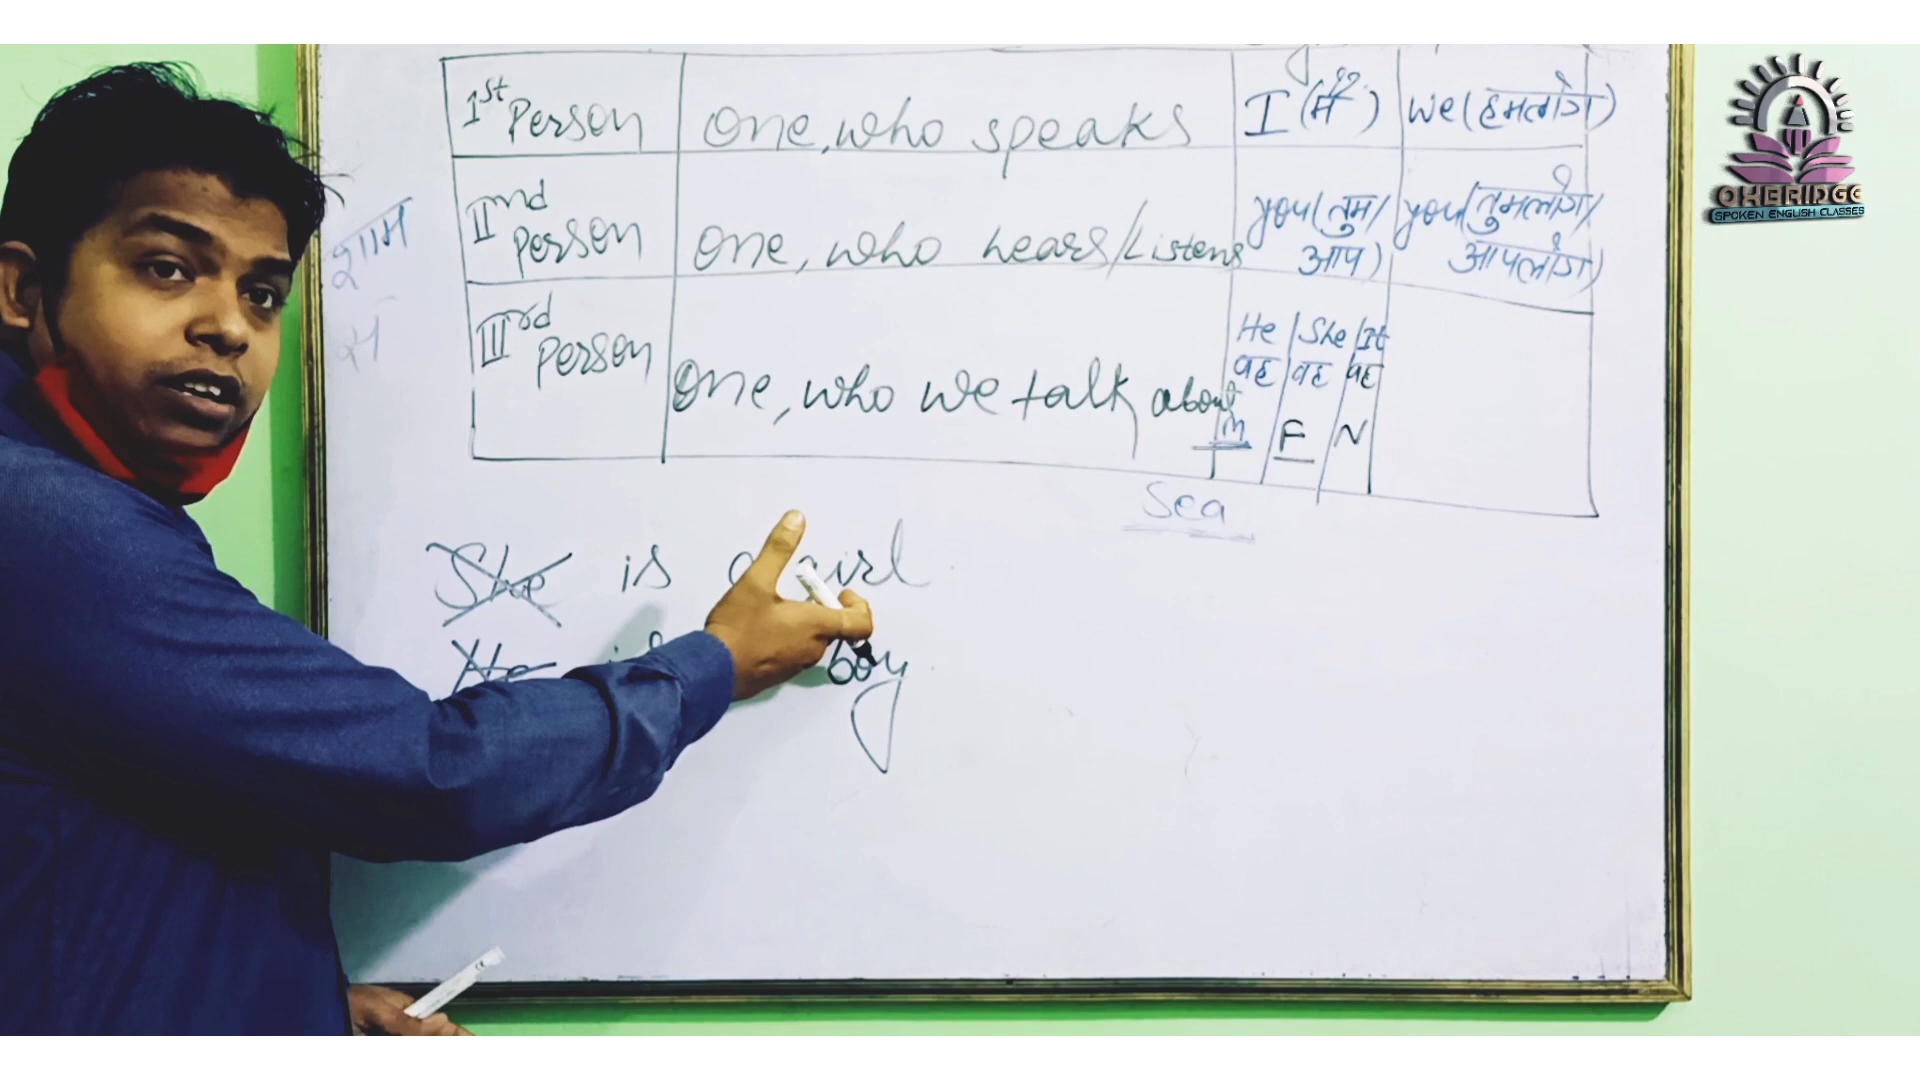 Ist Person One, who speaks I (मैं) We (हमलोग)
IInd Person One, who hears/Listens you (तुम/आप) you (तुमलोग/आपलोग)
IIIrd Person One, who we talk about He/She/It
वह/वह/वह
M F N
शाम
Sea
She is a girl
He is boy
OXBRIDGE
SPOKEN ENGLISH CLASSES